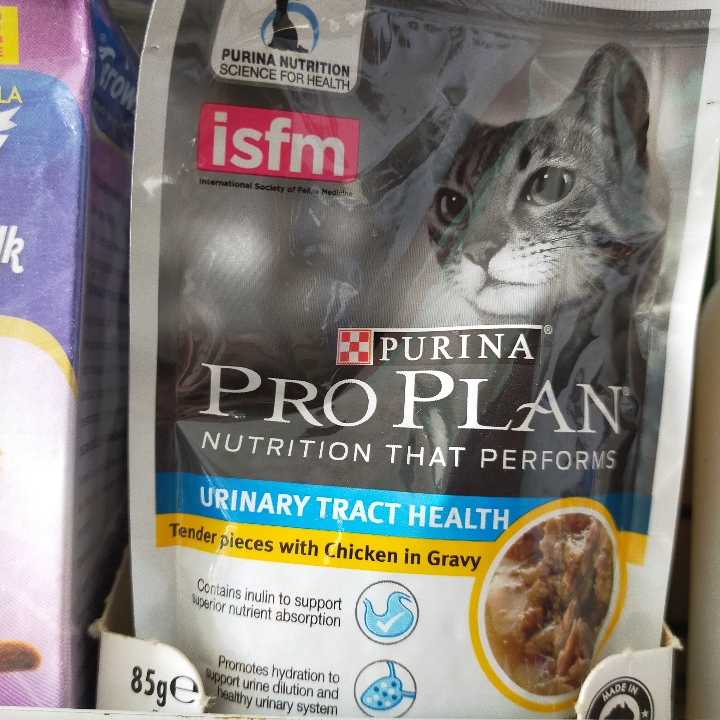 PURINA NUTRITION
SCIENCE FOR HEALTH
isfm
International Society of Feline Medicine
PURINA®
PRO PLAN®
NUTRITION THAT PERFORMS
URINARY TRACT HEALTH
Tender pieces with Chicken in Gravy
Contains inulin to support
superior nutrient absorption
Promotes hydration to
support urine dilution and
healthy urinary system
85g℮
MADE IN
LA
lk